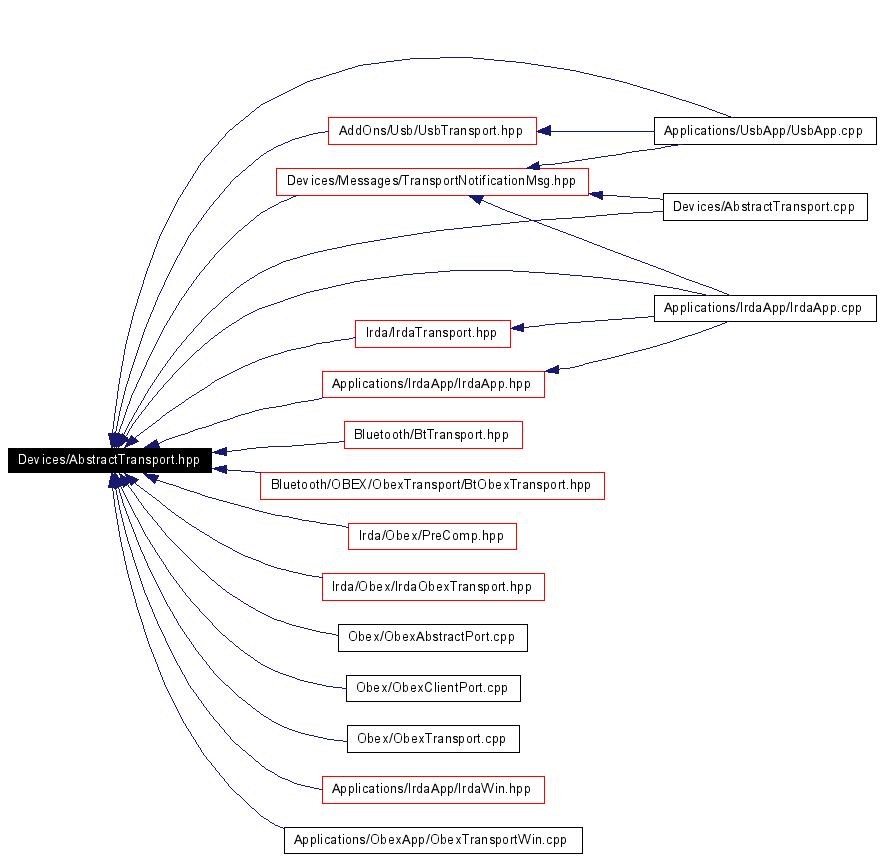 AddOns/Usb/UsbTransport.hpp
Applications/UsbApp/UsbApp.cpp
Devices/Messages/TransportNotificationMsg.hpp
Devices/AbstractTransport.cpp
Applications/IrdaApp/IrdaApp.cpp
Irda/IrdaTransport.hpp
Applications/IrdaApp/IrdaApp.hpp
Bluetooth/BtTransport.hpp
Devices/AbstractTransport.hpp
Bluetooth/OBEX/ObexTransport/BtObexTransport.hpp
Irda/Obex/PreComp.hpp
Irda/Obex/IrdaObexTransport.hpp
Obex/ObexAbstractPort.cpp
Obex/ObexClientPort.cpp
Obex/ObexTransport.cpp
Applications/IrdaApp/IrdaWin.hpp
Applications/ObexApp/ObexTransportWin.cpp